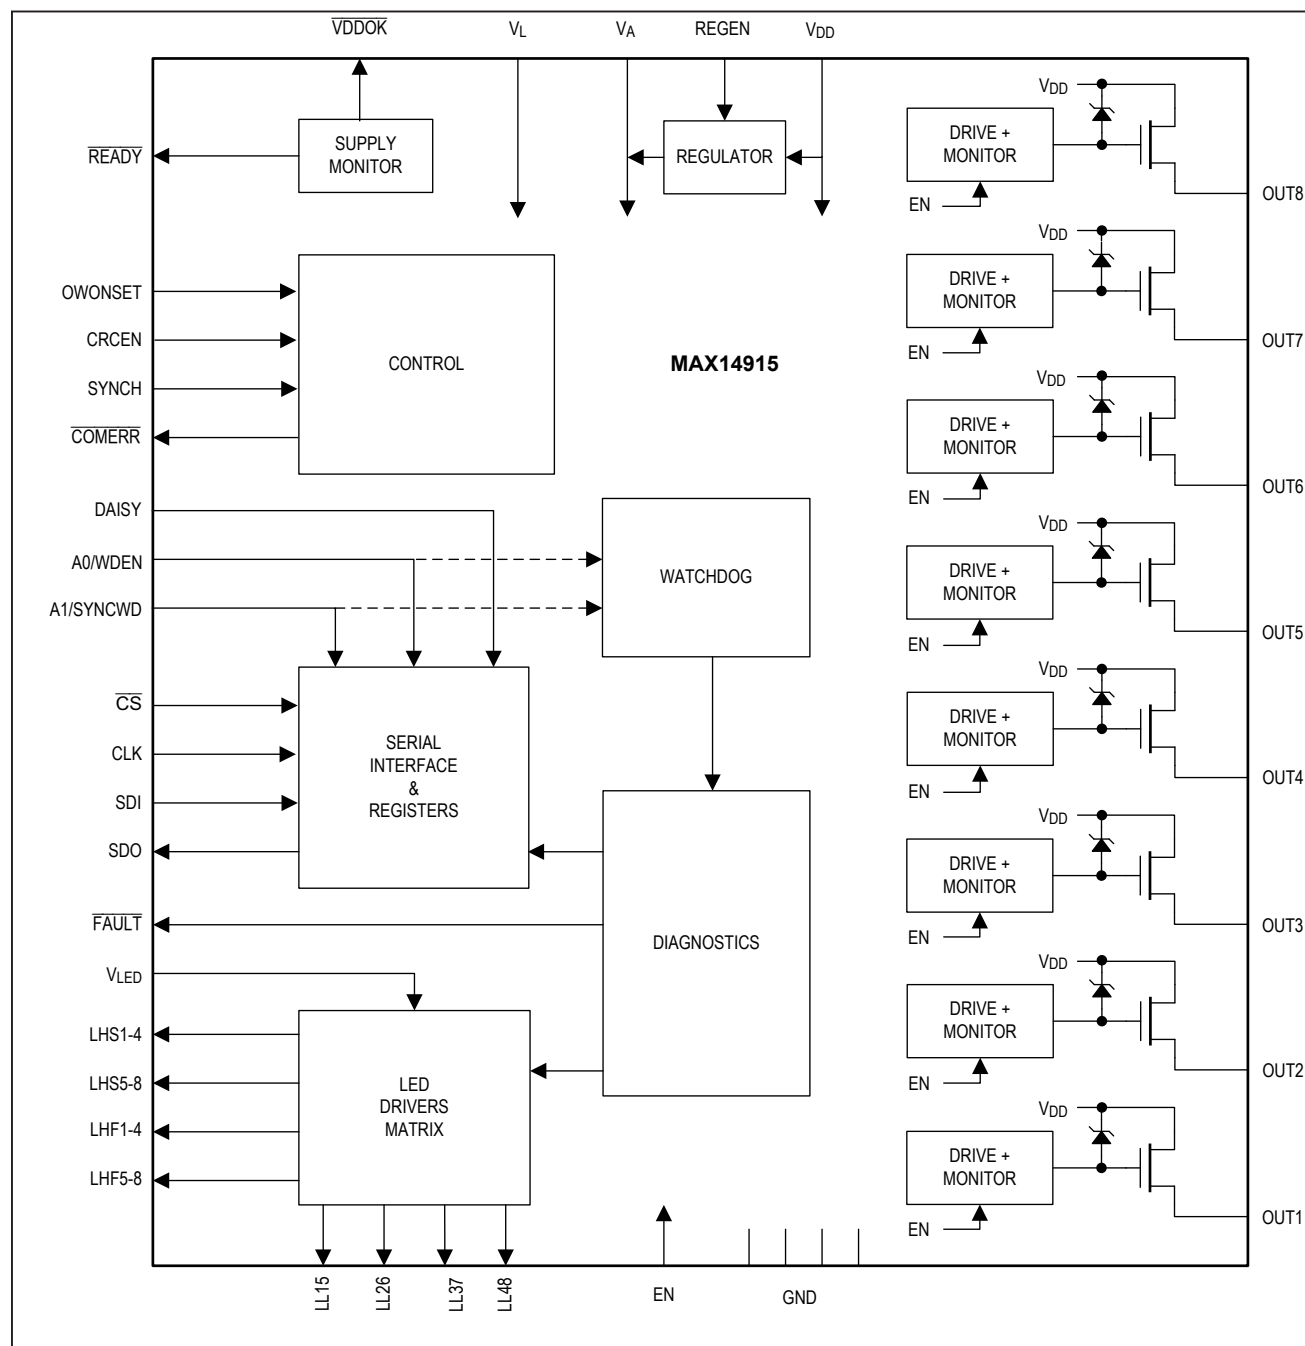 VDDOK VL VA REGEN VDD
SUPPLY
MONITOR
READY
REGULATOR
OWONSET
CRCEN
SYNCH
COMERR
CONTROL
MAX14915
DAISY
A0/WDEN
A1/SYNCWD
WATCHDOG
CS
CLK
SDI
SDO
SERIAL
INTERFACE
&
REGISTERS
FAULT
DIAGNOSTICS
VLED
LHS1-4
LHS5-8
LHF1-4
LHF5-8
LED
DRIVERS
MATRIX
LL15 LL26 LL37 LL48
EN
GND
VDD
DRIVE +
MONITOR
EN
OUT8
VDD
DRIVE +
MONITOR
EN
OUT7
VDD
DRIVE +
MONITOR
EN
OUT6
VDD
DRIVE +
MONITOR
EN
OUT5
VDD
DRIVE +
MONITOR
EN
OUT4
VDD
DRIVE +
MONITOR
EN
OUT3
VDD
DRIVE +
MONITOR
EN
OUT2
VDD
DRIVE +
MONITOR
EN
OUT1